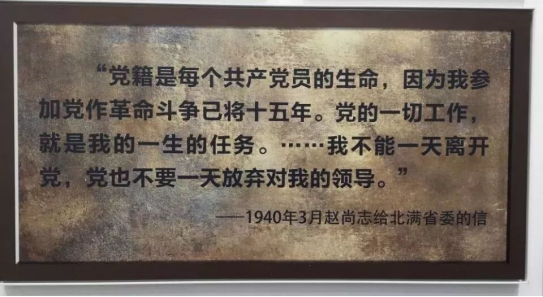 “党籍是每个共产党员的生命，因为我参
加党作革命斗争已将十五年。党的一切工作，
就是我的一生的任务。……我不能一天离开
党，党也不要一天放弃对我的领导。”
——1940年3月赵尚志给北满省委的信